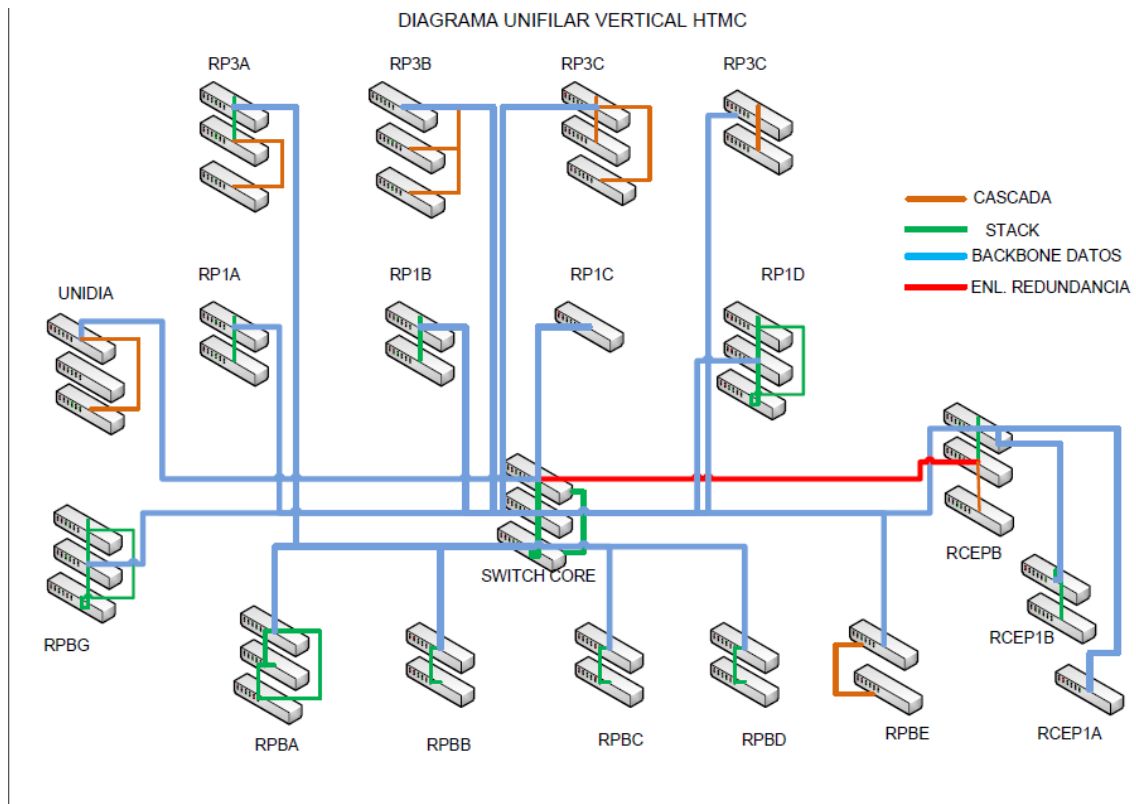 DIAGRAMA UNIFILAR VERTICAL HTMC
RP3A
RP3B
RP3C
RP3C
CASCADA
STACK
BACKBONE DATOS
ENL. REDUNDANCIA
UNIDIA
RP1A
RP1B
RP1C
RP1D
SWITCH CORE
RCEPB
RPBG
RCEP1B
RPBA
RPBB
RPBC
RPBD
RPBE
RCEP1A